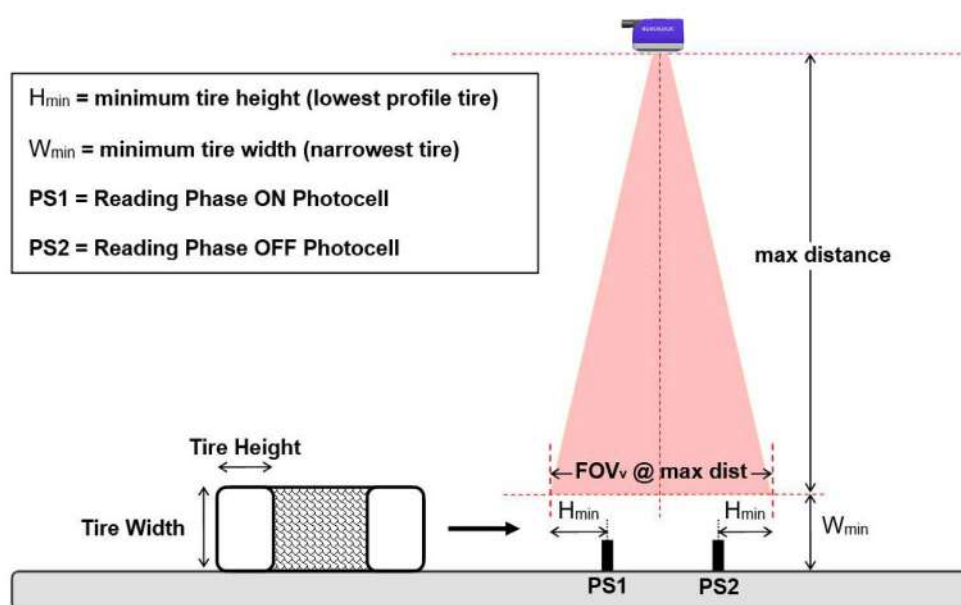 Hmin = minimum tire height (lowest profile tire)
Wmin = minimum tire width (narrowest tire)
PS1 = Reading Phase ON Photocell
PS2 = Reading Phase OFF Photocell
max distance
Tire Height
FOVv @ max dist
Hmin
Hmin
Tire Width
Wmin
PS1
PS2